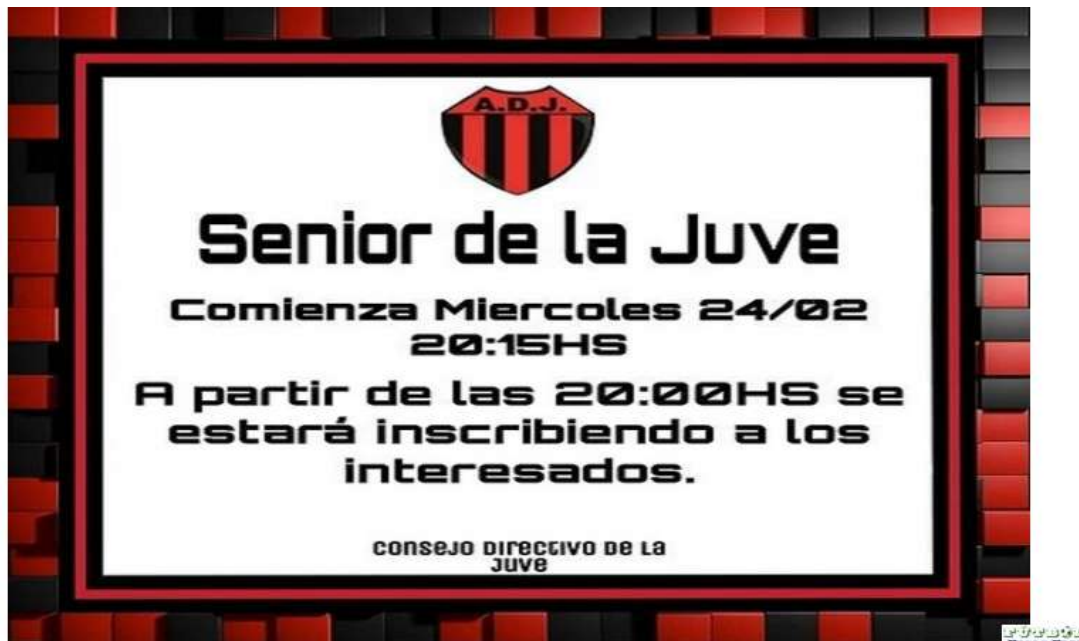 A.D.J.
Senior de la Juve
Comienza Miercoles 24/02
20:15HS
A partir de las 20:00HS se
estará inscribiendo a los
interesados.
consejo directivo de la
juve